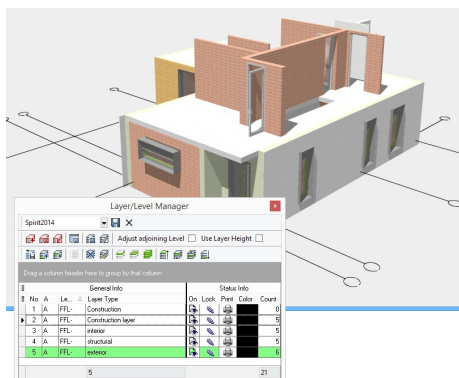 Layer/Level Manager
x
Spirit2014
Adjust adjoining Level Use Layer Height
Drag a column header here to group by that column
General Info Status Info
No A Le... Layer Type On Lock Print Color Count
1 A FFL- Construction 0
2 A FFL- Construction layer 5
3 A FFL- interior 5
4 A FFL- structural 5
5 A FFL- exterior 6
5 21